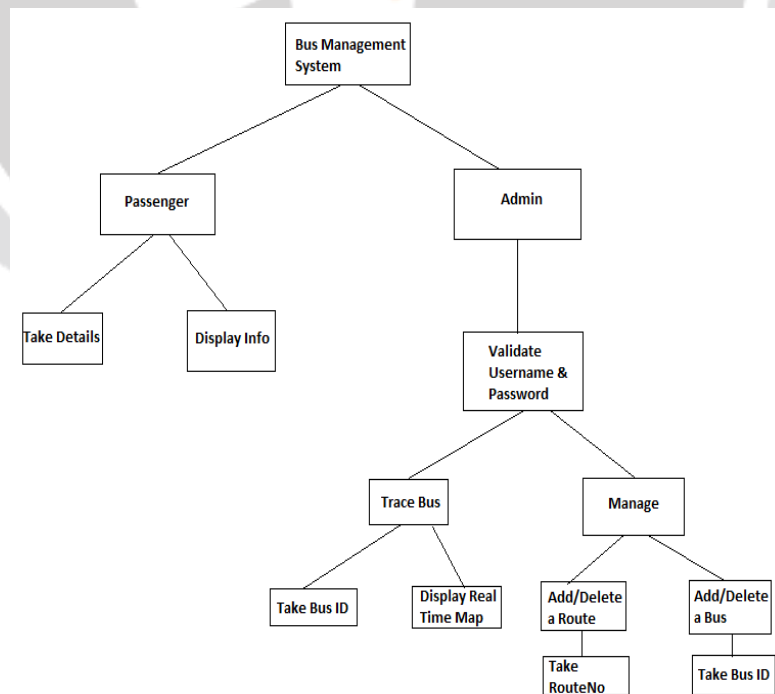 Bus Management
System
Passenger
Admin
Take Details
Display Info
Validate
Username &
Password
Trace Bus
Manage
Take Bus ID
Display Real
Time Map
Add/Delete
a Route
Add/Delete
a Bus
Take
RouteNo
Take Bus ID